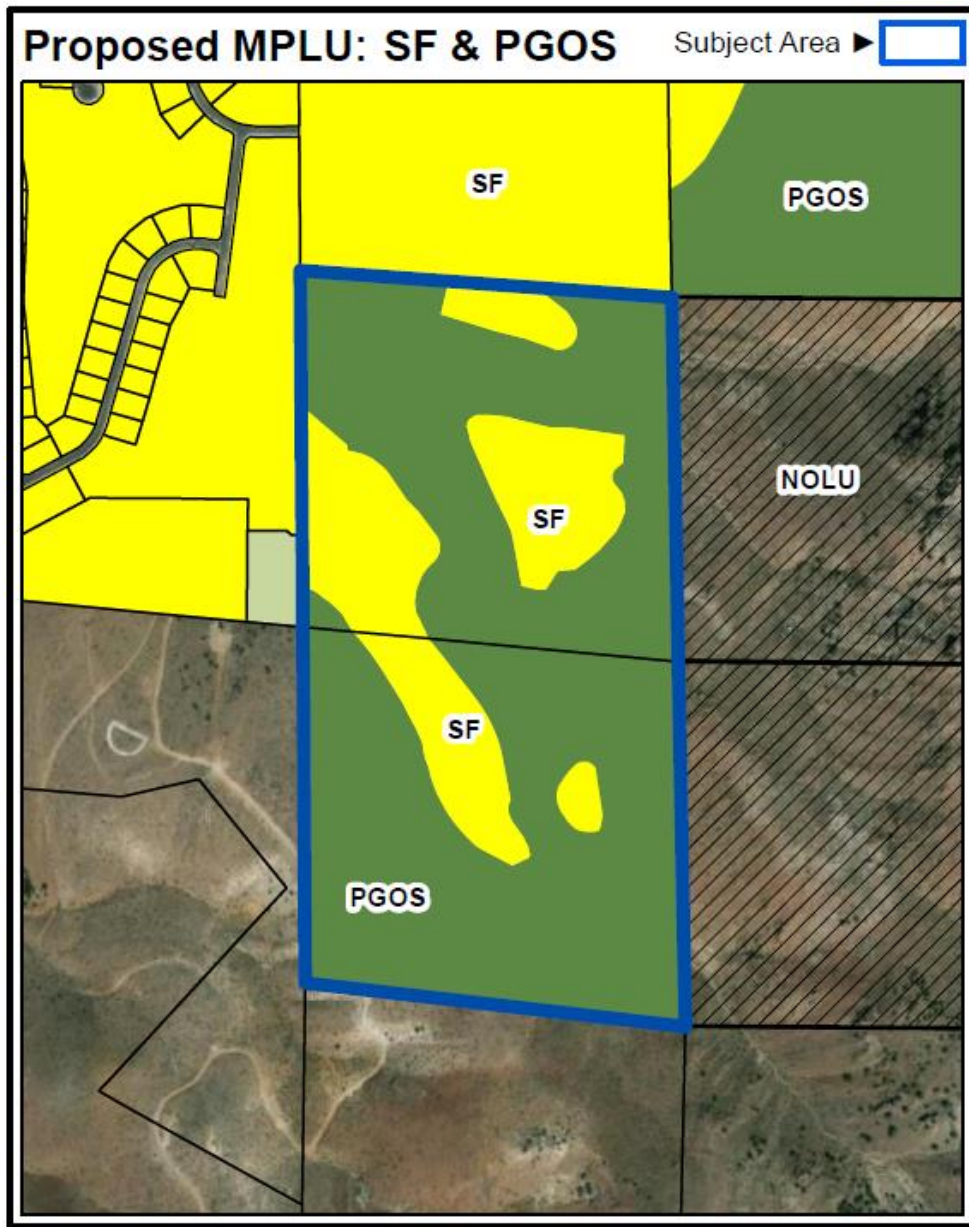 Proposed MPLU: SF & PGOS
Subject Area ►
SF
PGOS
NOLU
SF
SF
PGOS